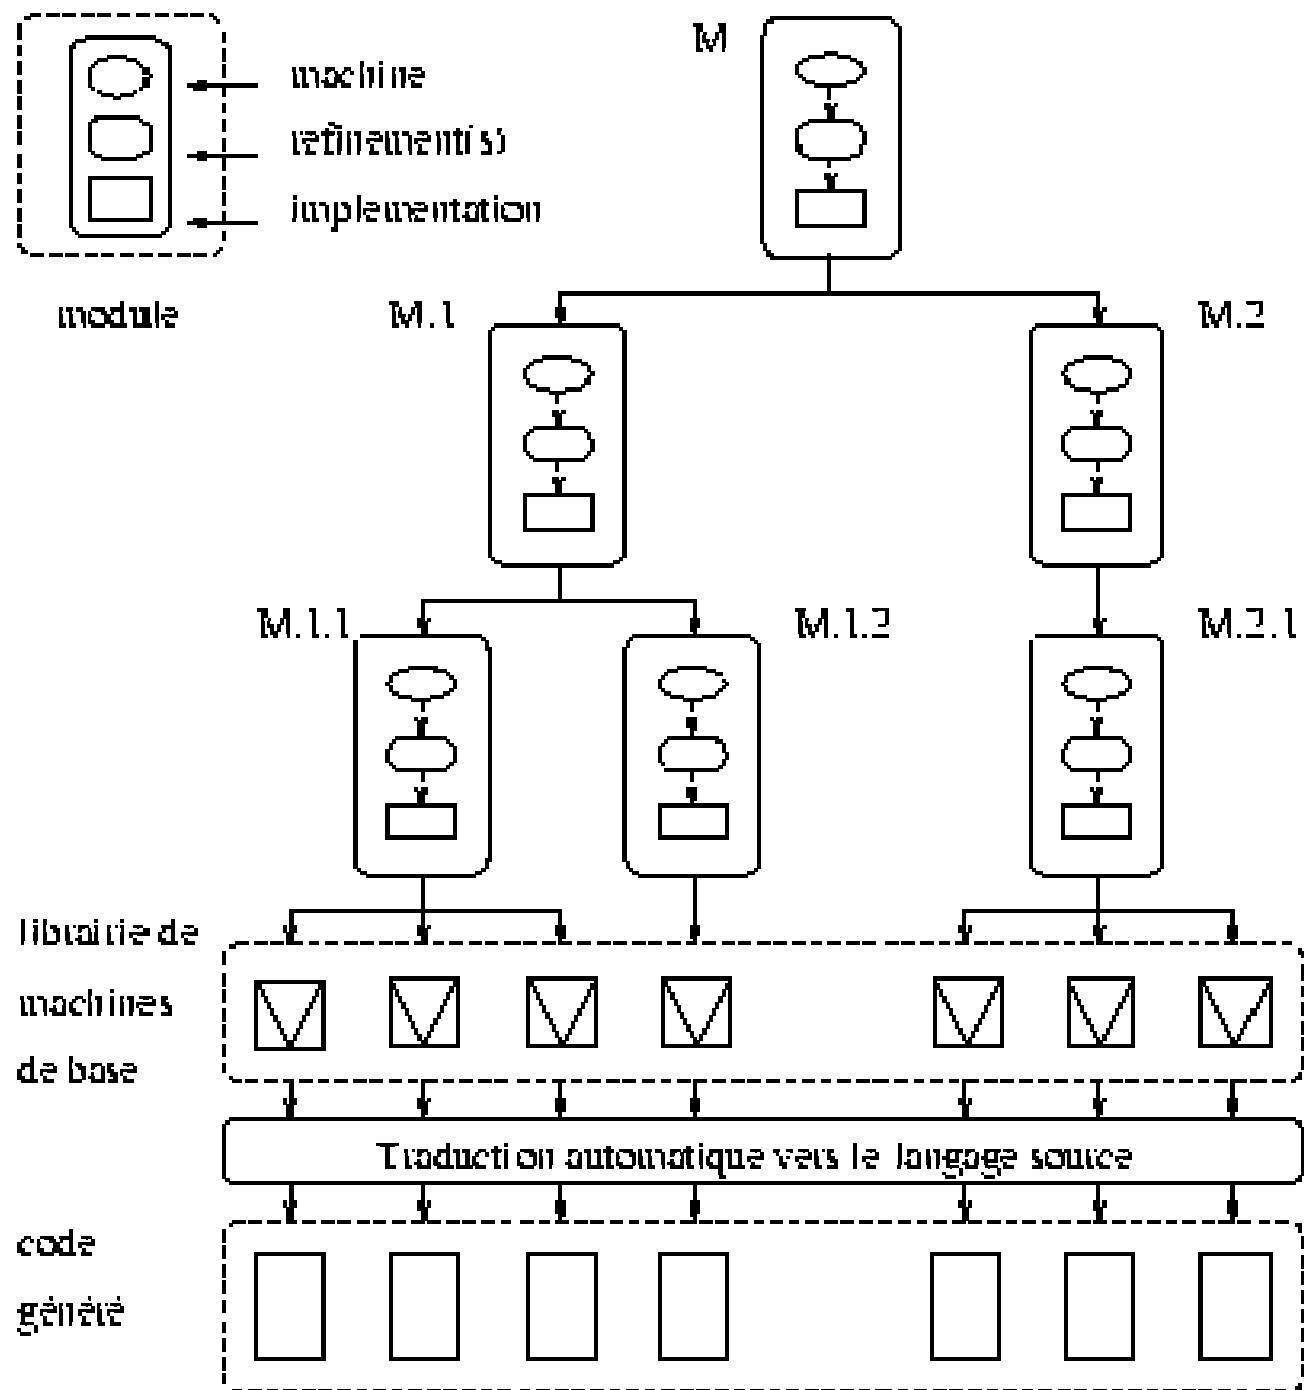 machine
refinement(s)
implementation
module
M
M.1
M.2
M.1.1
M.1.2
M.2.1
librairie de
machines
de base
Traduction automatique vers le langage source
code
généré